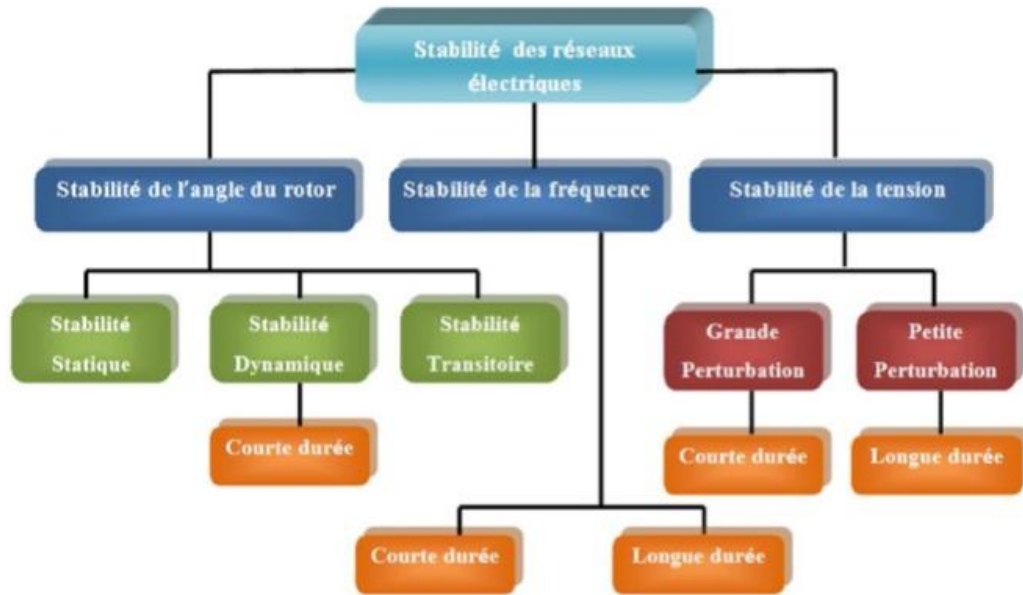 Stabilité des réseaux
électriques
Stabilité de l'angle du rotor
Stabilité de la fréquence
Stabilité de la tension
Stabilité
Statique
Stabilité
Dynamique
Stabilité
Transitoire
Grande
Perturbation
Petite
Perturbation
Courte durée
Courte durée
Longue durée
Courte durée
Longue durée